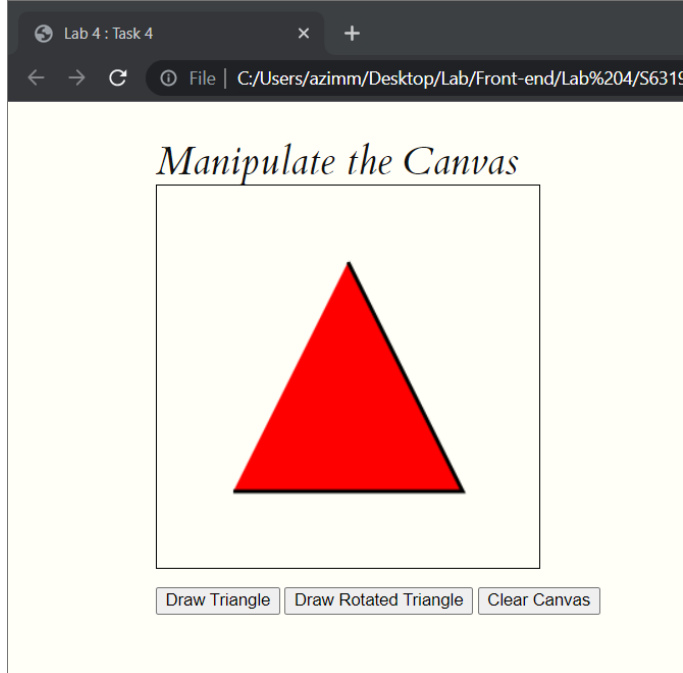 Lab 4 : Task 4
File | C:/Users/azimm/Desktop/Lab/Front-end/Lab%204/S6319
Manipulate the Canvas
Draw Triangle Draw Rotated Triangle Clear Canvas